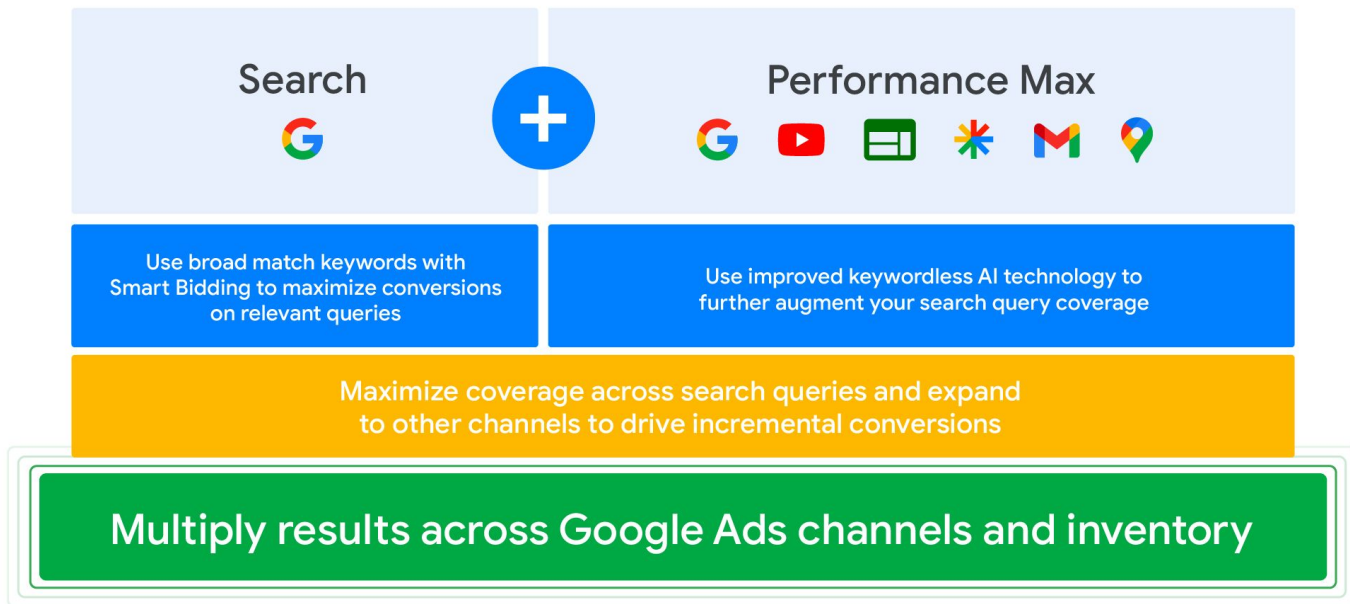 Search
Performance Max
Use broad match keywords with
Smart Bidding to maximize conversions
on relevant queries
Use improved keywordless AI technology to
further augment your search query coverage
Maximize coverage across search queries and expand
to other channels to drive incremental conversions
Multiply results across Google Ads channels and inventory